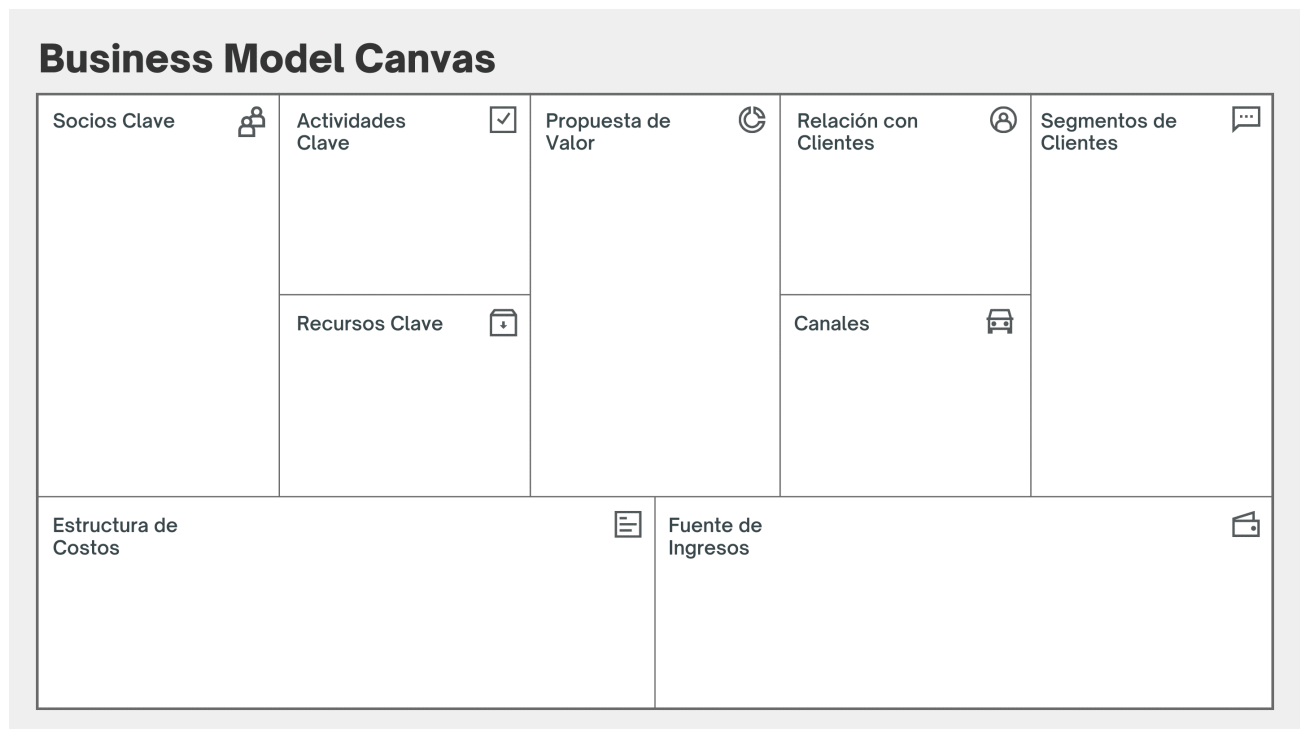 Business Model Canvas
Socios Clave
Actividades
Clave
Recursos Clave
Propuesta de
Valor
Relación con
Clientes
Canales
Segmentos de
Clientes
Estructura de
Costos
Fuente de
Ingresos